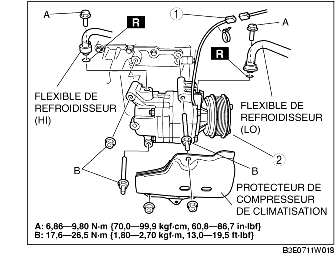 A
1
R
A
R
FLEXIBLE DE
REFROIDISSEUR
(HI)
FLEXIBLE DE
REFROIDISSEUR
(LO)
2
B
B
PROTECTEUR DE
COMPRESSEUR
DE CLIMATISATION
A: 6,86—9,80 N·m {70,0—99,9 kgf·cm, 60,8—86,7 in·lbf}
B: 17,6—26,5 N·m {1,80—2,70 kgf·m, 13,0—19,5 ft·lbf}
B3E0711W018